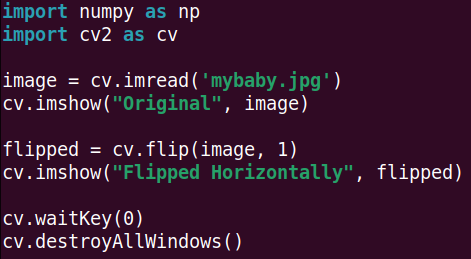 import numpy as np
import cv2 as cv
image = cv.imread('mybaby.jpg')
cv.imshow("Original", image)
flipped = cv.flip(image, 1)
cv.imshow("Flipped Horizontally", flipped)
cv.waitKey(0)
cv.destroyAllWindows()